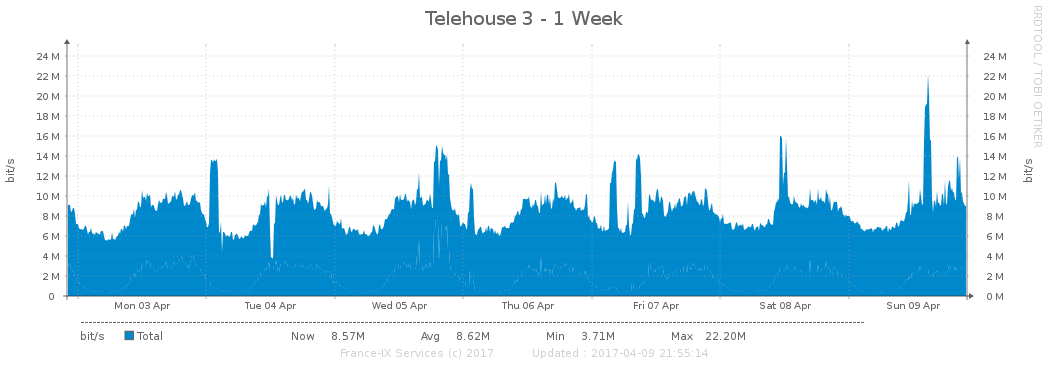 Telehouse 3 - 1 Week
RRDTOOL / TOBI OETIKER
24 M 24 M
22 M 22 M
20 M 20 M
18 M 18 M
16 M 16 M
14 M 14 M
12 M 12 M
10 M 10 M
8 M 8 M
6 M 6 M
4 M 4 M
2 M 2 M
0 0 M
bit/s bit/s
Mon 03 Apr Tue 04 Apr Wed 05 Apr Thu 06 Apr Fri 07 Apr Sat 08 Apr Sun 09 Apr
bit/s Total Now 8.57M Avg 8.62M Min 3.71M Max 22.20M
France-IX Services (c) 2017 Updated : 2017-04-09 21:55:14